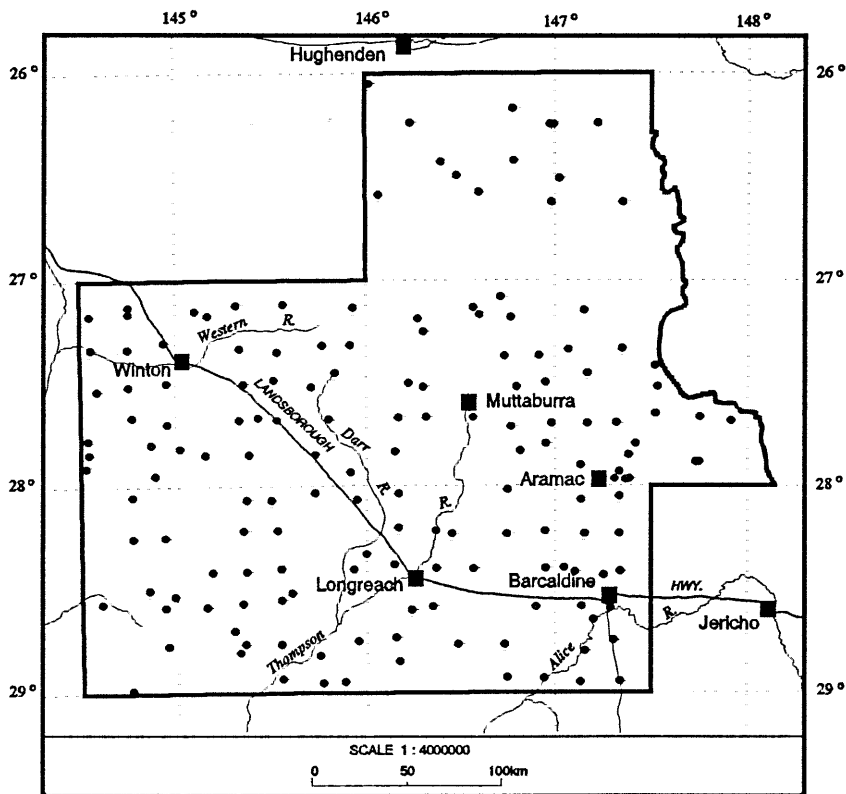 145° 146° 147° 148°
Hughenden
26° 26°
27° 27°
Western R.
Winton
LANDSBOROUGH
Muttaburra
Darr R.
Aramac
28° 28°
R.
Longreach
Barcaldine
HWY.
R.
Jericho
Thompson
Alice
29° 29°
SCALE 1 : 4000000
0 50 100km